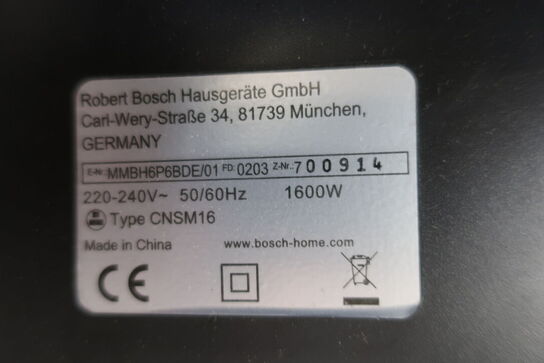 Robert Bosch Hausgeräte GmbH
Carl-Wery-Straße 34, 81739 München,
GERMANY
E-Nr.: MMBH6P6BDE/01 FD: 0203 Z-Nr.: 700914
220-240V~ 50/60Hz 1600W
Type CNSM16
Made in China www.bosch-home.com
CE